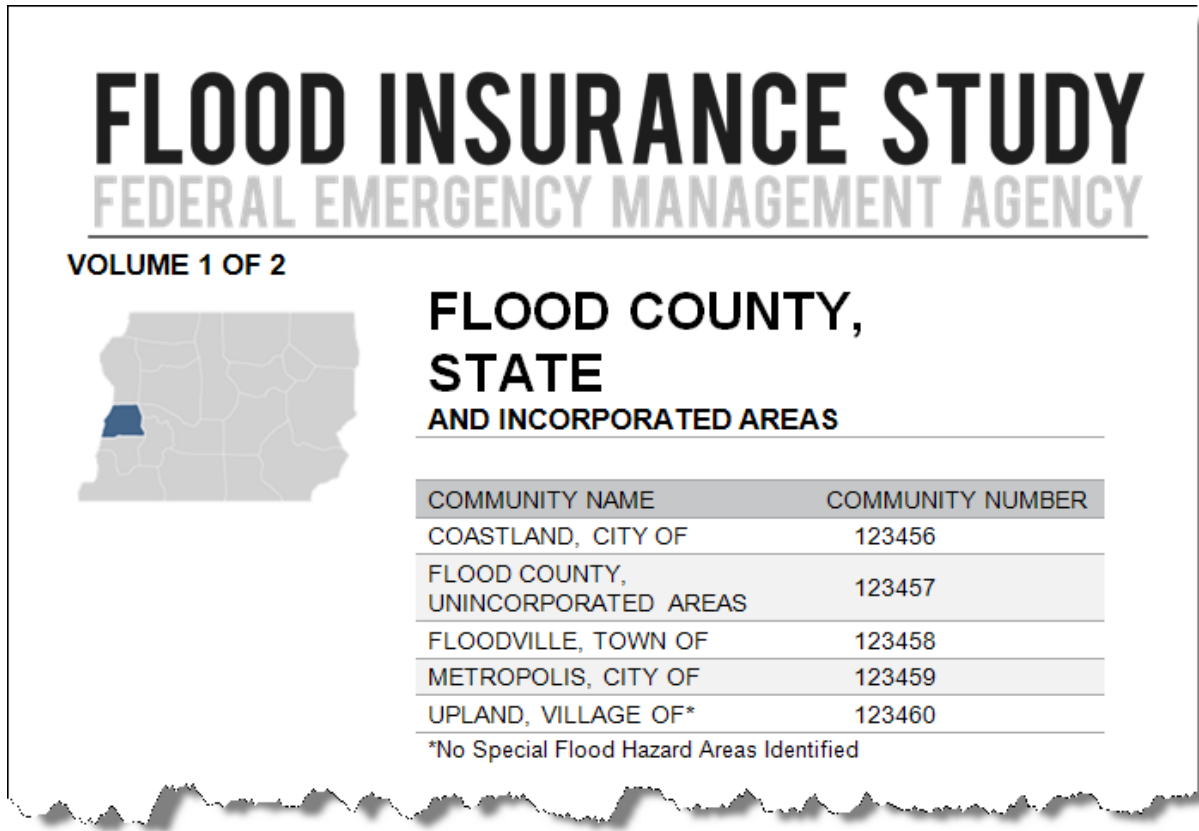 FLOOD INSURANCE STUDY
FEDERAL EMERGENCY MANAGEMENT AGENCY
VOLUME 1 OF 2
FLOOD COUNTY,
STATE
AND INCORPORATED AREAS
COMMUNITY NAME COMMUNITY NUMBER
COASTLAND, CITY OF 123456
FLOOD COUNTY,
UNINCORPORATED AREAS 123457
FLOODVILLE, TOWN OF 123458
METROPOLIS, CITY OF 123459
UPLAND, VILLAGE OF* 123460
*No Special Flood Hazard Areas Identified